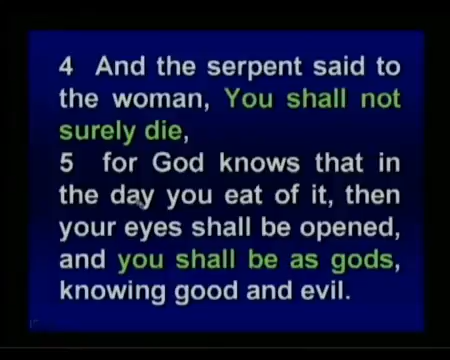 4 And the serpent said to
the woman, You shall not
surely die,
5 for God knows that in
the day you eat of it, then
your eyes shall be opened,
and you shall be as gods,
knowing good and evil.